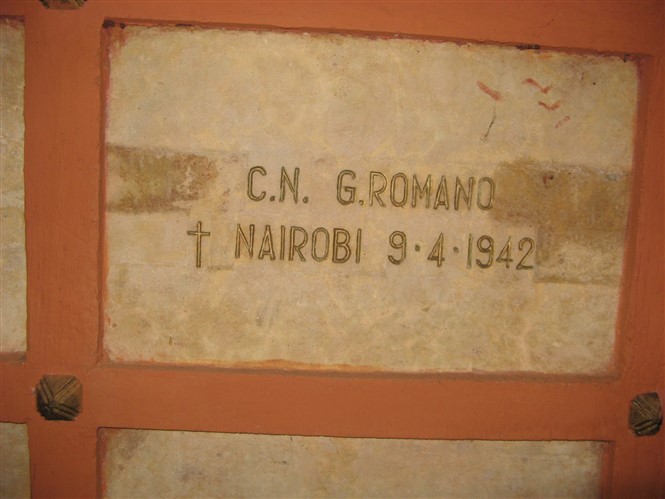 C.N. G.ROMANO
† NAIROBI 9·4·1942